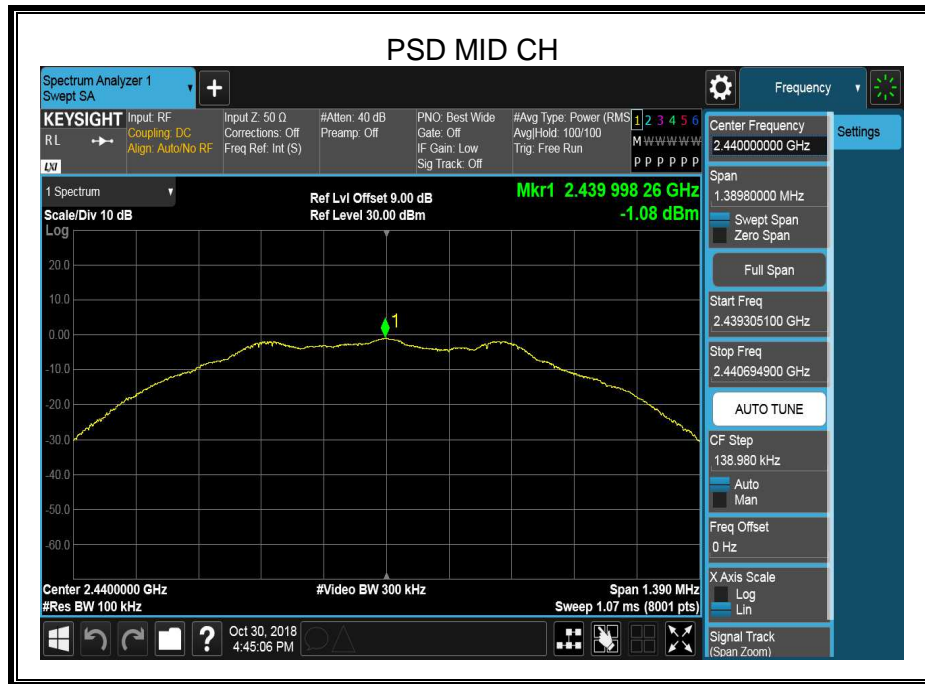 PSD MID CH
Spectrum Analyzer 1
Swept SA
+
Frequency
KEYSIGHT
RL
LXI
Input: RF
Coupling: DC
Align: Auto/No RF
Input Z: 50 Ω
Corrections: Off
Freq Ref: Int (S)
#Atten: 40 dB
Preamp: Off
PNO: Best Wide
Gate: Off
IF Gain: Low
Sig Track: Off
#Avg Type: Power (RMS
Avg|Hold: 100/100
Trig: Free Run
1 2 3 4 5 6
M W W W W W
P P P P P P
1 Spectrum
Scale/Div 10 dB
Log
Ref Lvl Offset 9.00 dB
Ref Level 30.00 dBm
Mkr1 2.439 998 26 GHz
-1.08 dBm
20.0
10.0
0.00
-10.0
-20.0
-30.0
-40.0
-50.0
-60.0
1
Center 2.4400000 GHz
#Res BW 100 kHz
#Video BW 300 kHz
Span 1.390 MHz
Sweep 1.07 ms (8001 pts)
?
Oct 30, 2018
4:45:06 PM
Center Frequency
2.440000000 GHz
Settings
Span
1.38980000 MHz
Swept Span
Zero Span
Full Span
Start Freq
2.439305100 GHz
Stop Freq
2.440694900 GHz
AUTO TUNE
CF Step
138.980 kHz
Auto
Man
Freq Offset
0 Hz
X Axis Scale
Log
Lin
Signal Track
(Span Zoom)